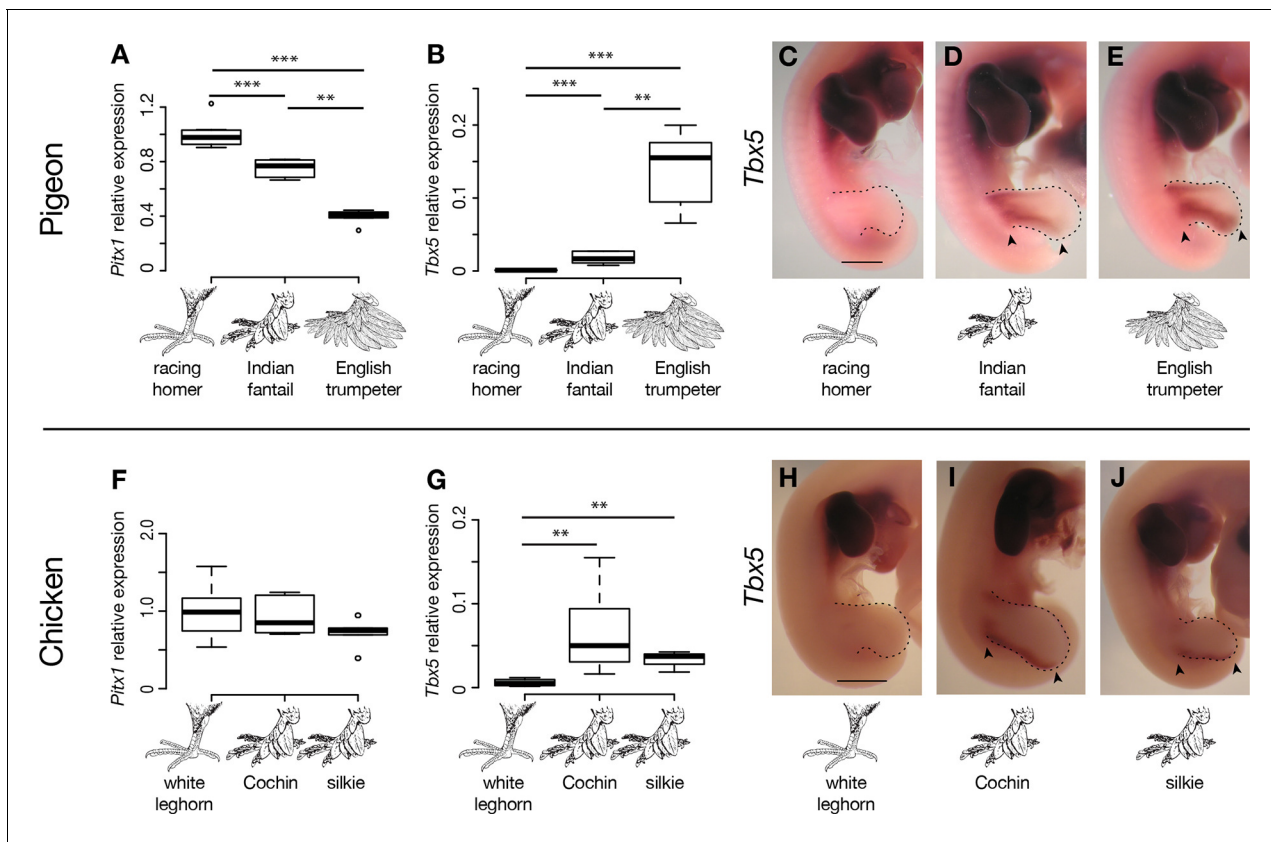 Pigeon
A
Pitx1 relative expression
1.2
0.8
0.4
0
***
***
**
racing
homer
Indian
fantail
English
trumpeter
B
Tbx5 relative expression
0.2
0.1
0
***
***
**
racing
homer
Indian
fantail
English
trumpeter
Tbx5
C
D
E
racing
homer
Indian
fantail
English
trumpeter
Chicken
F
Pitx1 relative expression
2.0
1.0
0
white
leghorn
Cochin
silkie
G
Tbx5 relative expression
0.2
0.1
0
**
**
white
leghorn
Cochin
silkie
Tbx5
H
I
J
white
leghorn
Cochin
silkie